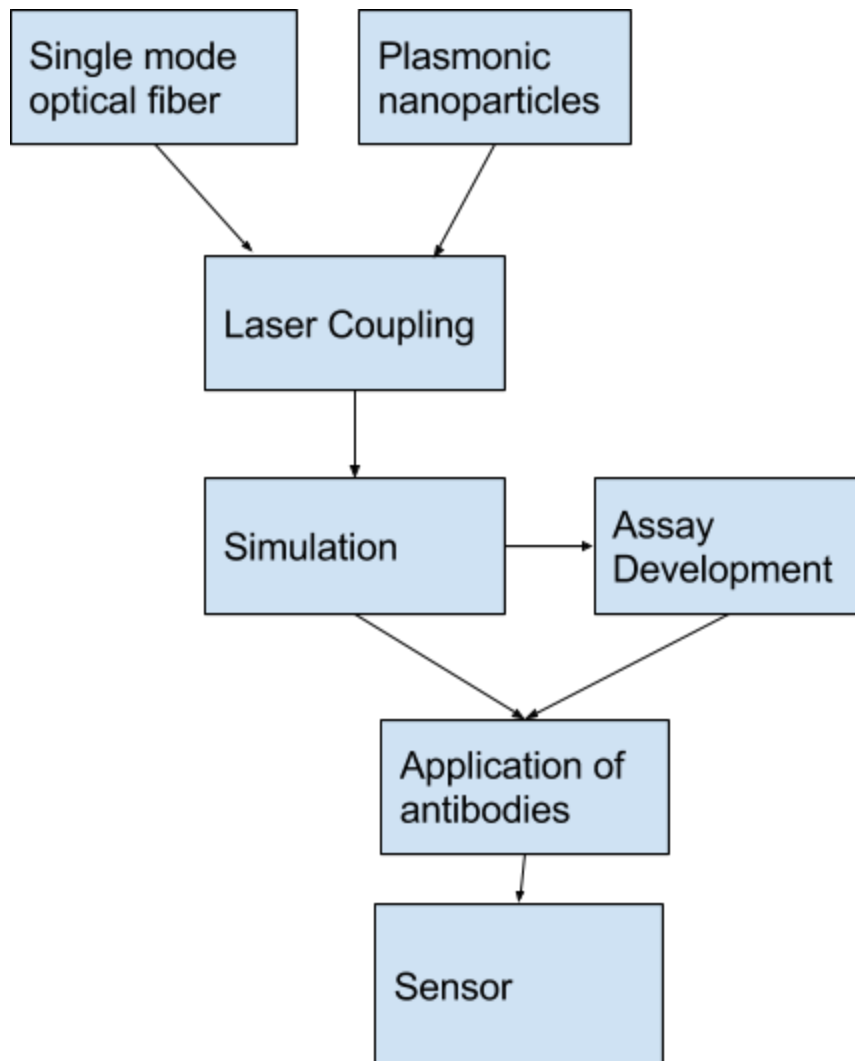 Single mode
optical fiber
Plasmonic
nanoparticles
Laser Coupling
Simulation
Assay
Development
Application of
antibodies
Sensor